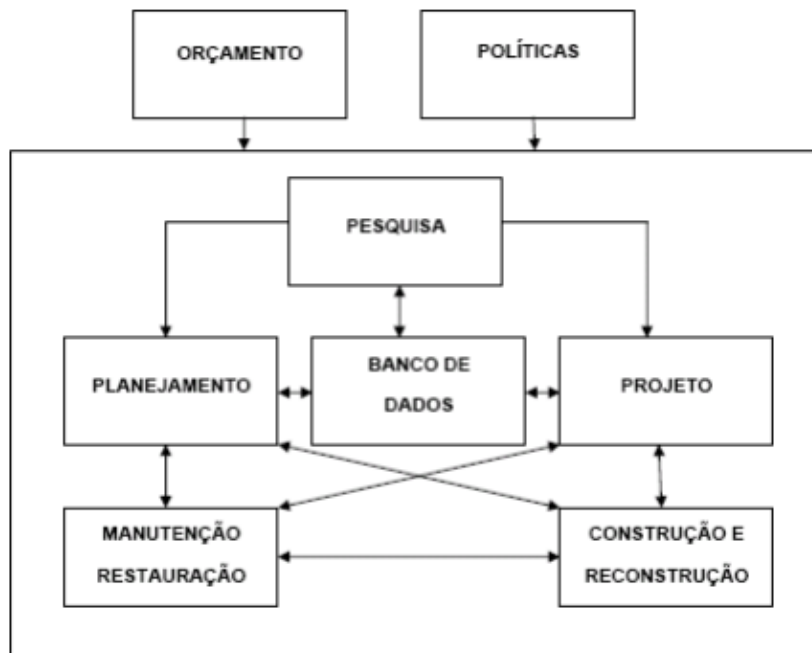 ORÇAMENTO
POLÍTICAS
PESQUISA
PLANEJAMENTO
BANCO DE
DADOS
PROJETO
MANUTENÇÃO
RESTAURAÇÃO
CONSTRUÇÃO E
RECONSTRUÇÃO